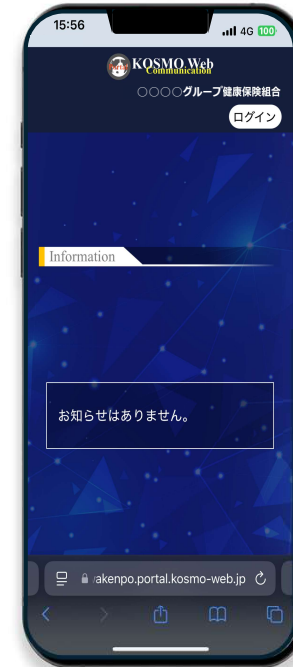 15:56
4G 100
KOSMO Web
Communication
○○○○グループ健康保険組合
ログイン
Information
お知らせはありません。
akenpo.portal.kosmo-web.jp